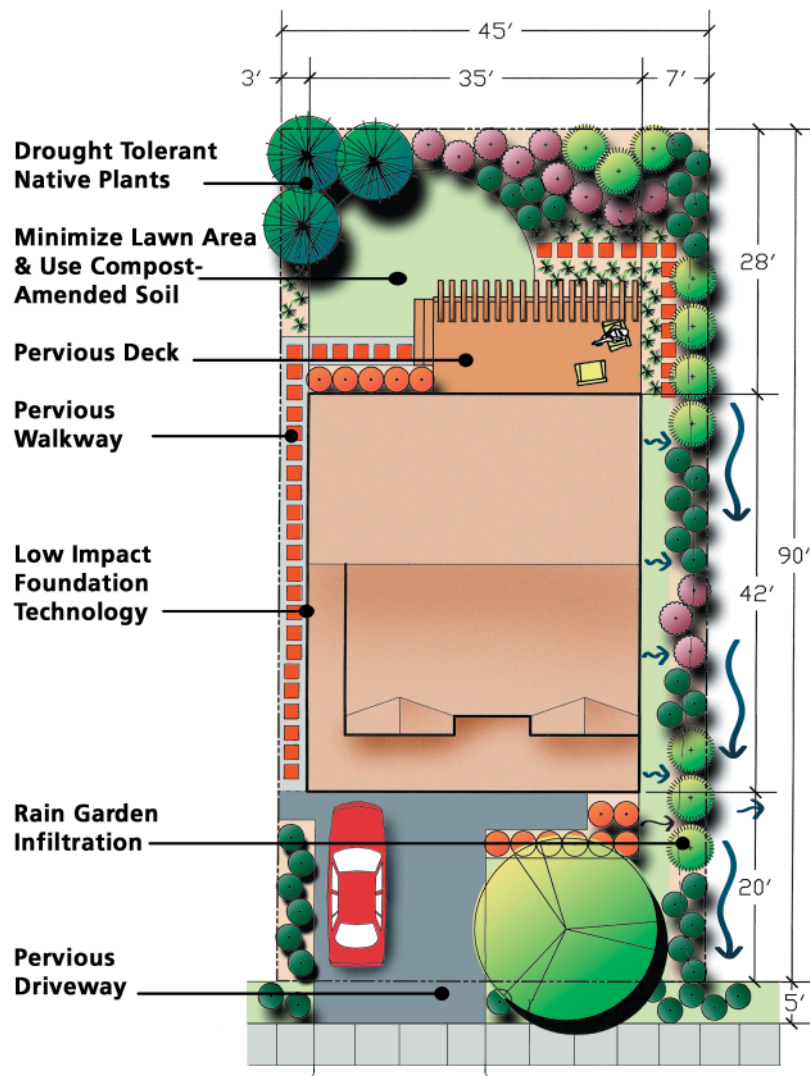 45′
3′
35′
7′
Drought Tolerant
Native Plants
Minimize Lawn Area
& Use Compost-
Amended Soil
28′
Pervious Deck
Pervious
Walkway
90′
Low Impact
Foundation
Technology
42′
Rain Garden
Infiltration
20′
Pervious
Driveway
5′